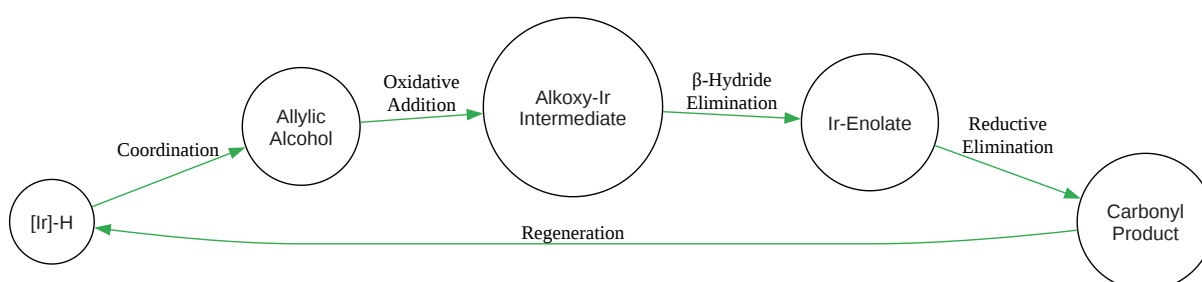 [Ir]-H
Coordination
Allylic
Alcohol
Oxidative
Addition
Alkoxy-Ir
Intermediate
β-Hydride
Elimination
Ir-Enolate
Reductive
Elimination
Carbonyl
Product
Regeneration